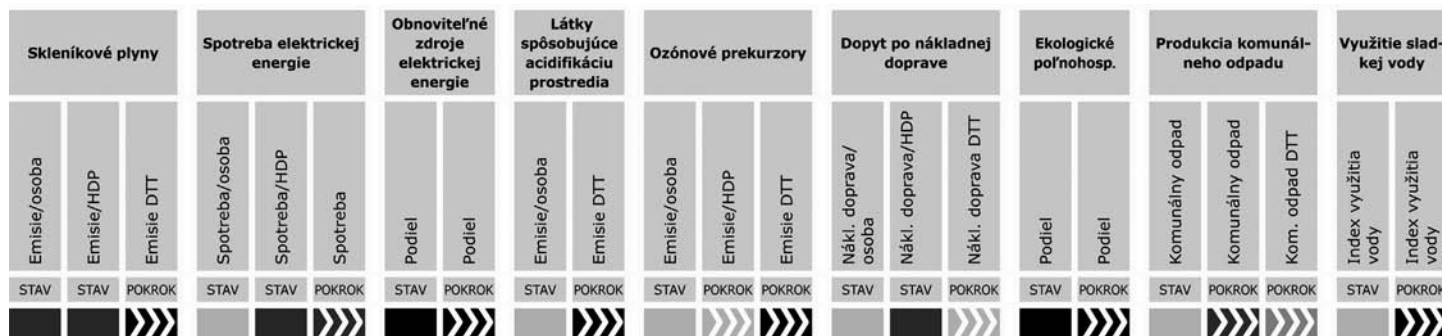 Skleníkové plyny
Spotreba elektrickej
energie
Obnoviteľné
zdroje
elektrickej
energie
Látky
spôsobujúce
acidifikáciu
prostredia
Ozónové prekurzory
Dopyt po nákladnej
doprave
Ekologické
poľnohosp.
Produkcia komunál-
neho odpadu
Využitie slad-
kej vody
Emisie/osoba
Emisie/HDP
Emisie DTT
Spotreba/osoba
Spotreba/HDP
Spotreba
Podiel
Podiel
Emisie/osoba
Emisie DTT
Emisie/osoba
Emisie/HDP
Emisie DTT
Nákl. doprava/
osoba
Nákl. doprava/HDP
Nákl. doprava DTT
Podiel
Podiel
Komunálny odpad
Komunálny odpad
Kom. odpad DTT
Index využitia
vody
Index využitia
vody
STAV STAV POKROK STAV STAV POKROK STAV POKROK STAV POKROK STAV POKROK POKROK STAV STAV POKROK STAV POKROK STAV POKROK POKROK STAV POKROK